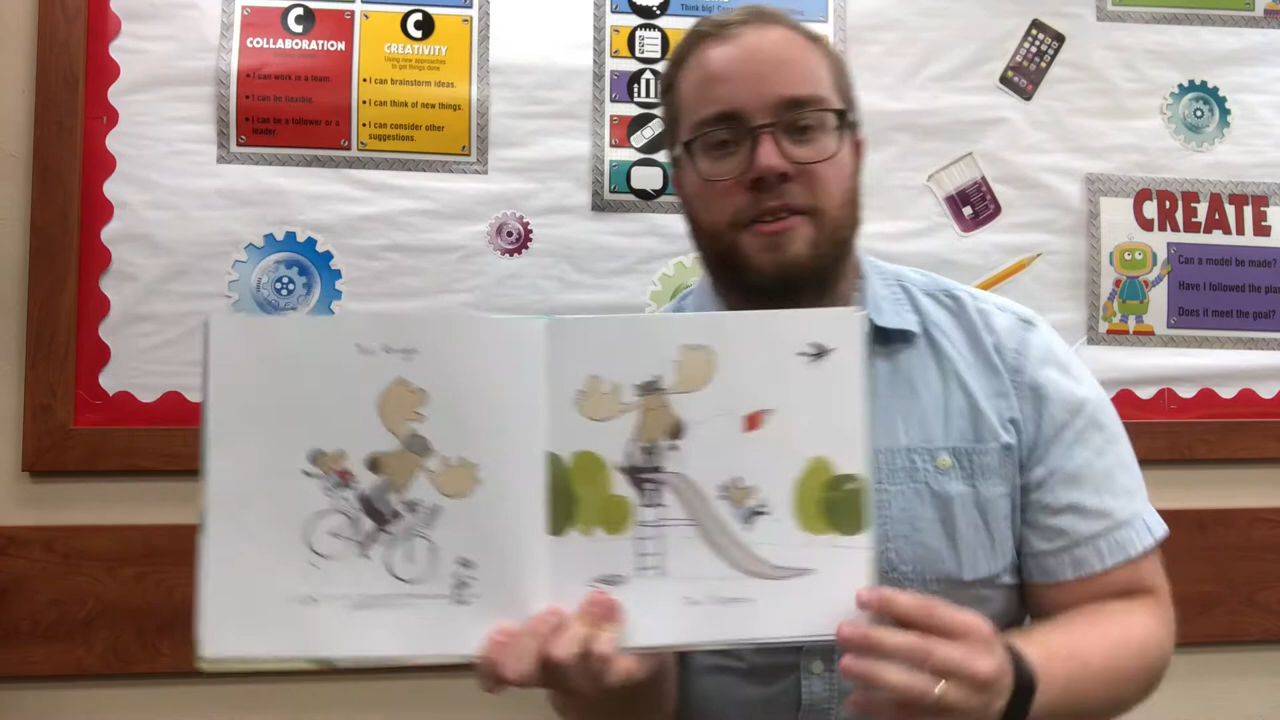 C
COLLABORATION
• I can work in a team.
• I can be flexible.
• I can be a follower or a
leader.
C
CREATIVITY
Using new approaches
to get things done
• I can brainstorm ideas.
• I can think of new things.
• I can consider other
suggestions.
Think big!
CREATE
Can a model be made?
Have I followed the
Does it meet the goal?